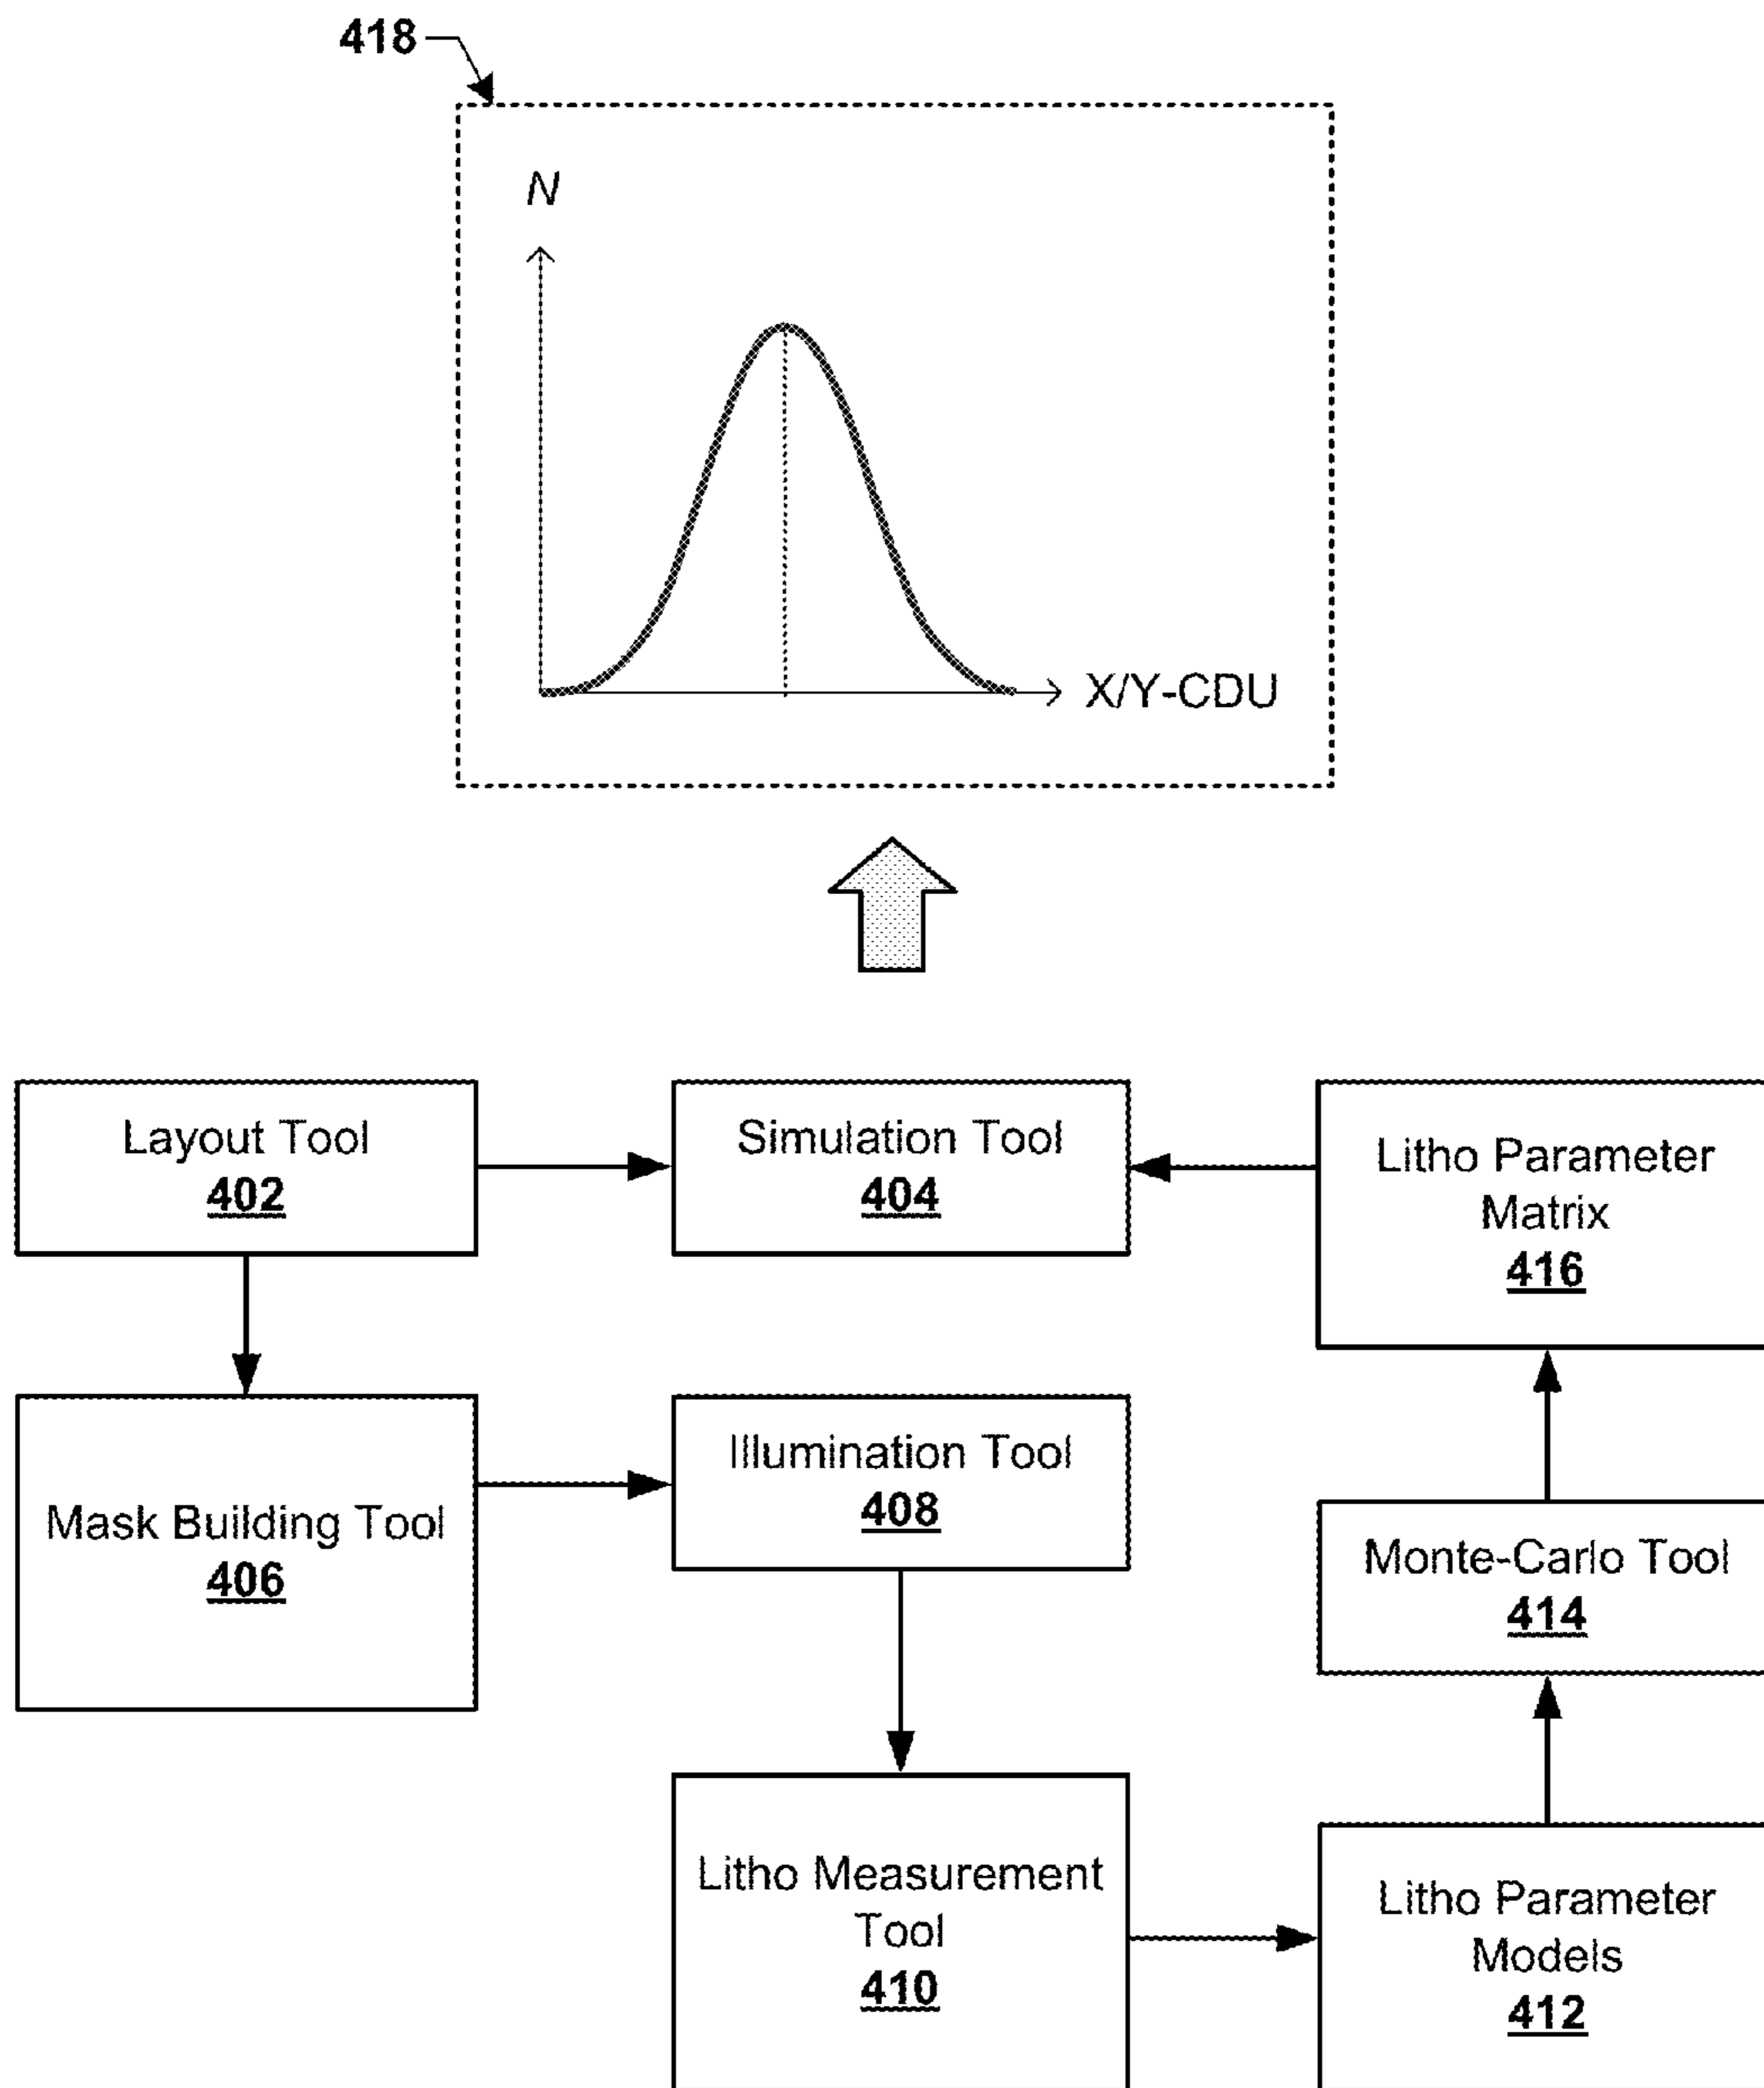 418
N
X/Y-CDU
Layout Tool
402
Simulation Tool
404
Litho Parameter
Matrix
416
Mask Building Tool
406
Illumination Tool
408
Monte-Carlo Tool
414
Litho Measurement
Tool
410
Litho Parameter
Models
412